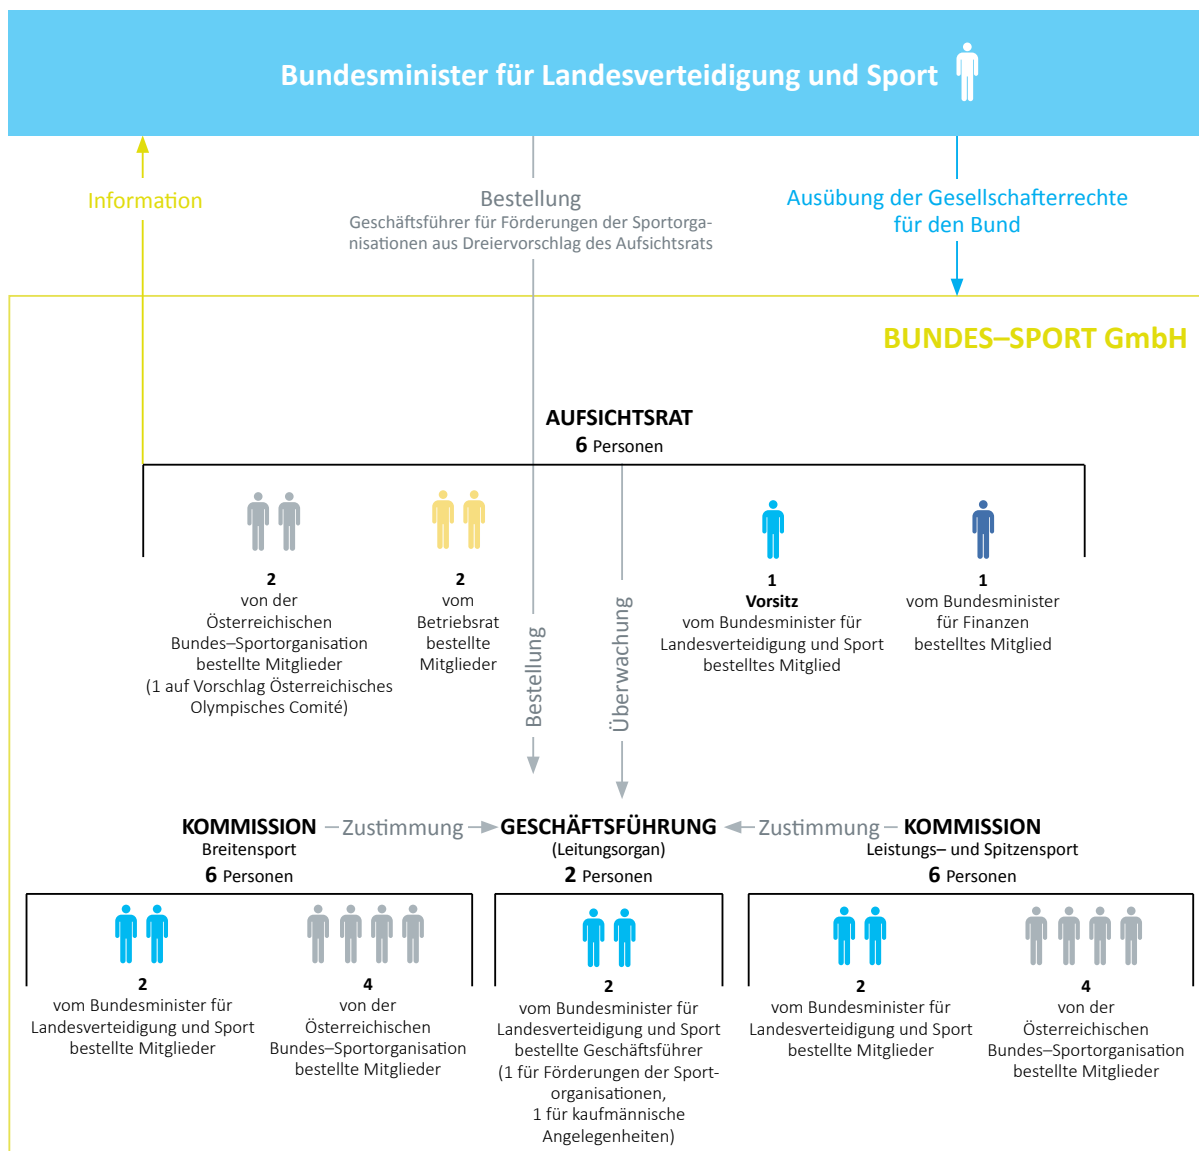 Bundesminister für Landesverteidigung und Sport
Information
Bestellung
Geschäftsführer für Förderungen der Sportorga-
nisationen aus Dreiervorschlag des Aufsichtsrats
Ausübung der Gesellschafterrechte
für den Bund
BUNDES–SPORT GmbH
AUFSICHTSRAT
6 Personen
2
von der
Österreichischen
Bundes–Sportorganisation
bestellte Mitglieder
(1 auf Vorschlag Österreichisches
Olympisches Comité)
2
vom
Betriebsrat
bestellte
Mitglieder
Bestellung
Überwachung
1
Vorsitz
vom Bundesminister für
Landesverteidigung und Sport
bestelltes Mitglied
1
vom Bundesminister
für Finanzen
bestelltes Mitglied
KOMMISSION
Breitensport
6 Personen
Zustimmung
GESCHÄFTSFÜHRUNG
(Leitungsorgan)
2 Personen
Zustimmung
KOMMISSION
Leistungs– und Spitzensport
6 Personen
2
vom Bundesminister für
Landesverteidigung und Sport
bestellte Mitglieder
4
von der
Österreichischen
Bundes–Sportorganisation
bestellte Mitglieder
2
vom Bundesminister für
Landesverteidigung und Sport
bestellte Geschäftsführer
(1 für Förderungen der Sport-
organisationen,
1 für kaufmännische
Angelegenheiten)
2
vom Bundesminister für
Landesverteidigung und Sport
bestellte Mitglieder
4
von der
Österreichischen
Bundes–Sportorganisation
bestellte Mitglieder